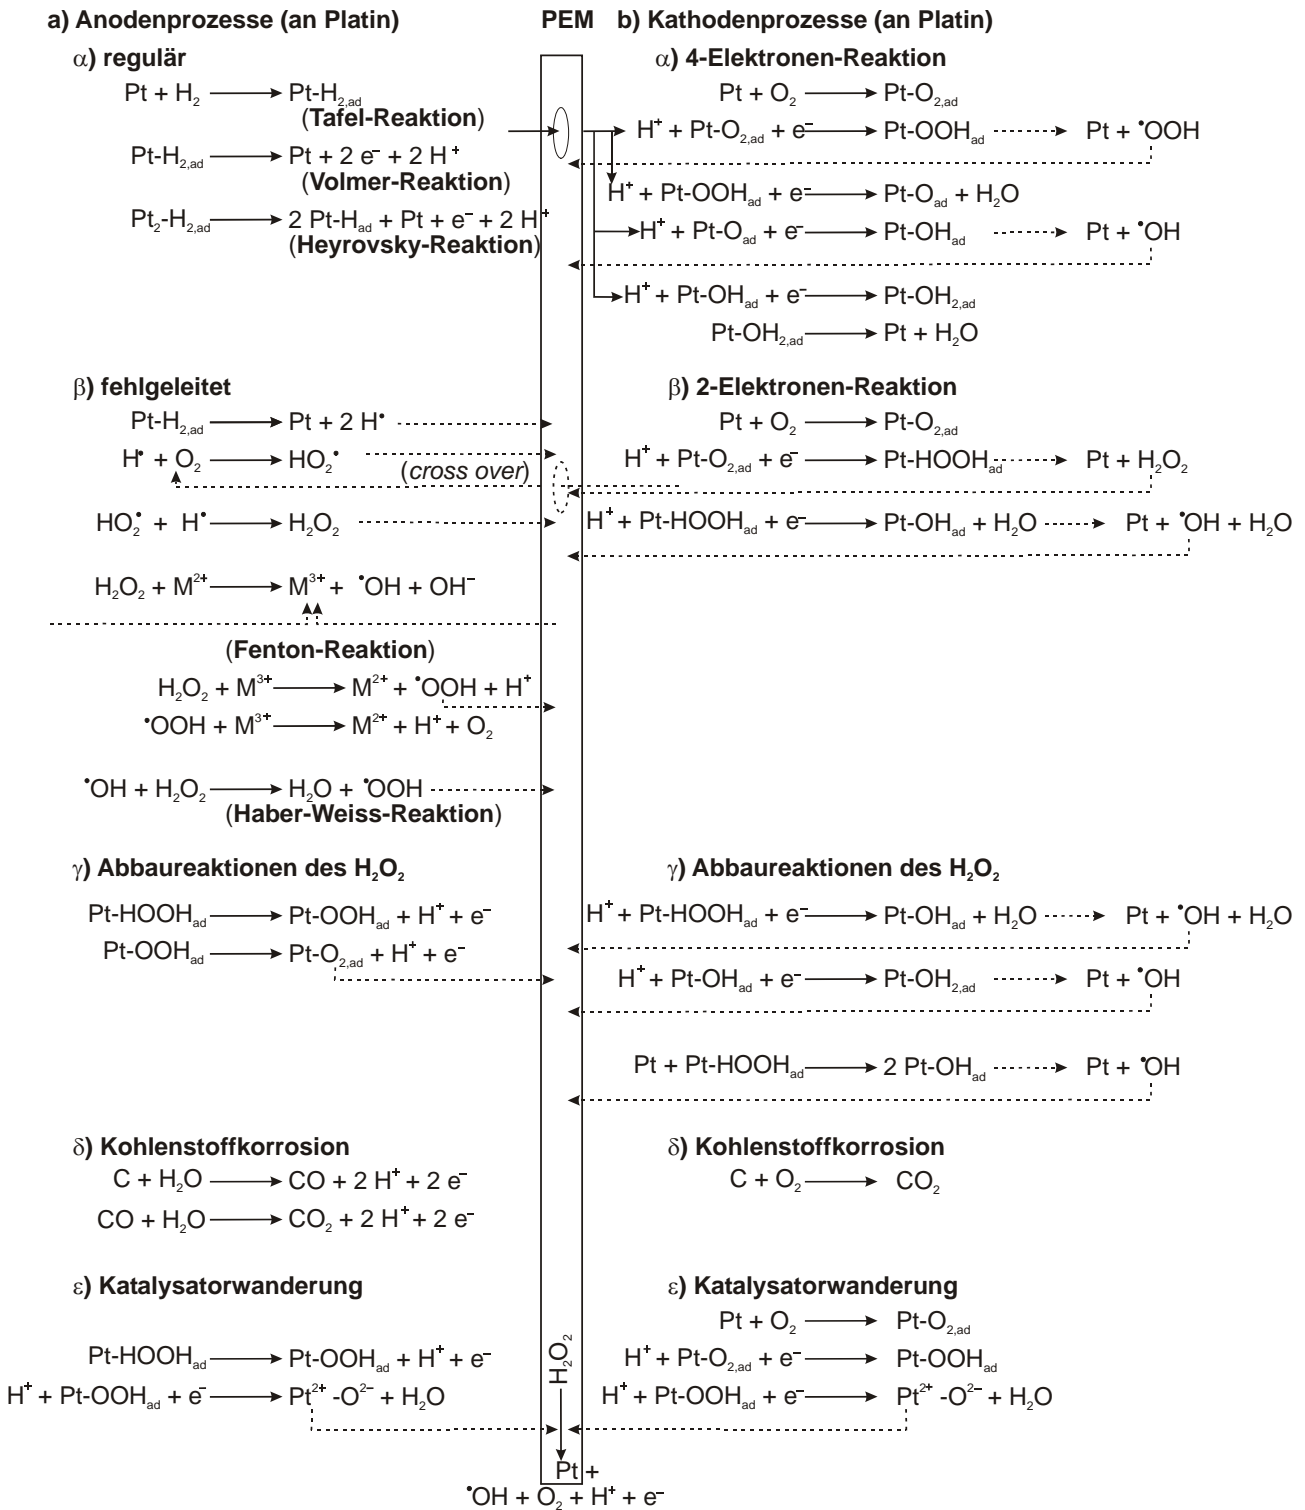 a) Anodenprozesse (an Platin)
α) regulär
Pt + H₂ → Pt-H₂,ad
(Tafel-Reaktion)
Pt-H₂,ad → Pt + 2 e⁻ + 2 H⁺
(Volmer-Reaktion)
Pt₂-H₂,ad → 2 Pt-Had + Pt + e⁻ + 2 H⁺
(Heyrovsky-Reaktion)
β) fehlgeleitet
Pt-H₂,ad → Pt + 2 H•
H• + O₂ → HO₂•
(cross over)
HO₂• + H• → H₂O₂
H₂O₂ + M²⁺ → M³⁺ + •OH + OH⁻
(Fenton-Reaktion)
H₂O₂ + M³⁺ → M²⁺ + •OOH + H⁺
•OOH + M³⁺ → M²⁺ + H⁺ + O₂
•OH + H₂O₂ → H₂O + •OOH
(Haber-Weiss-Reaktion)
γ) Abbaureaktionen des H₂O₂
Pt-HOOHad → Pt-OOHad + H⁺ + e⁻
Pt-OOHad → Pt-O₂,ad + H⁺ + e⁻
δ) Kohlenstoffkorrosion
C + H₂O → CO + 2 H⁺ + 2 e⁻
CO + H₂O → CO₂ + 2 H⁺ + 2 e⁻
ε) Katalysatorwanderung
Pt-HOOHad → Pt-OOHad + H⁺ + e⁻
H⁺ + Pt-OOHad + e⁻ → Pt²⁺ -O²⁻ + H₂O
PEM
H₂O₂
Pt +
•OH + O₂ + H⁺ + e⁻
b) Kathodenprozesse (an Platin)
α) 4-Elektronen-Reaktion
Pt + O₂ → Pt-O₂,ad
H⁺ + Pt-O₂,ad + e⁻ → Pt-OOHad → Pt + •OOH
H⁺ + Pt-OOHad + e⁻ → Pt-Oad + H₂O
H⁺ + Pt-Oad + e⁻ → Pt-OHad → Pt + •OH
H⁺ + Pt-OHad + e⁻ → Pt-OH₂,ad
Pt-OH₂,ad → Pt + H₂O
β) 2-Elektronen-Reaktion
Pt + O₂ → Pt-O₂,ad
H⁺ + Pt-O₂,ad + e⁻ → Pt-HOOHad → Pt + H₂O₂
H⁺ + Pt-HOOHad + e⁻ → Pt-OHad + H₂O → Pt + •OH + H₂O
γ) Abbaureaktionen des H₂O₂
H⁺ + Pt-HOOHad + e⁻ → Pt-OHad + H₂O → Pt + •OH + H₂O
H⁺ + Pt-OHad + e⁻ → Pt-OH₂,ad → Pt + •OH
Pt + Pt-HOOHad → 2 Pt-OHad → Pt + •OH
δ) Kohlenstoffkorrosion
C + O₂ → CO₂
ε) Katalysatorwanderung
Pt + O₂ → Pt-O₂,ad
H⁺ + Pt-O₂,ad + e⁻ → Pt-OOHad
H⁺ + Pt-OOHad + e⁻ → Pt²⁺ -O²⁻ + H₂O